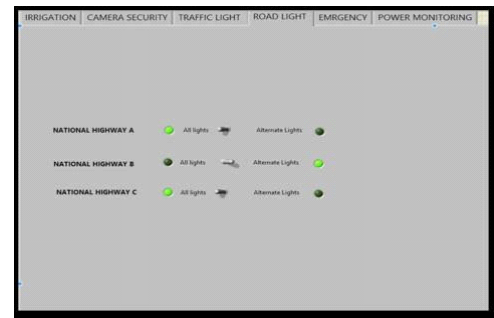 IRRIGATION CAMERA SECURITY TRAFFIC LIGHT ROAD LIGHT EMRGENCY POWER MONITORING
NATIONAL HIGHWAY A All lights Alternate Lights
NATIONAL HIGHWAY B All lights Alternate Lights
NATIONAL HIGHWAY C All lights Alternate Lights